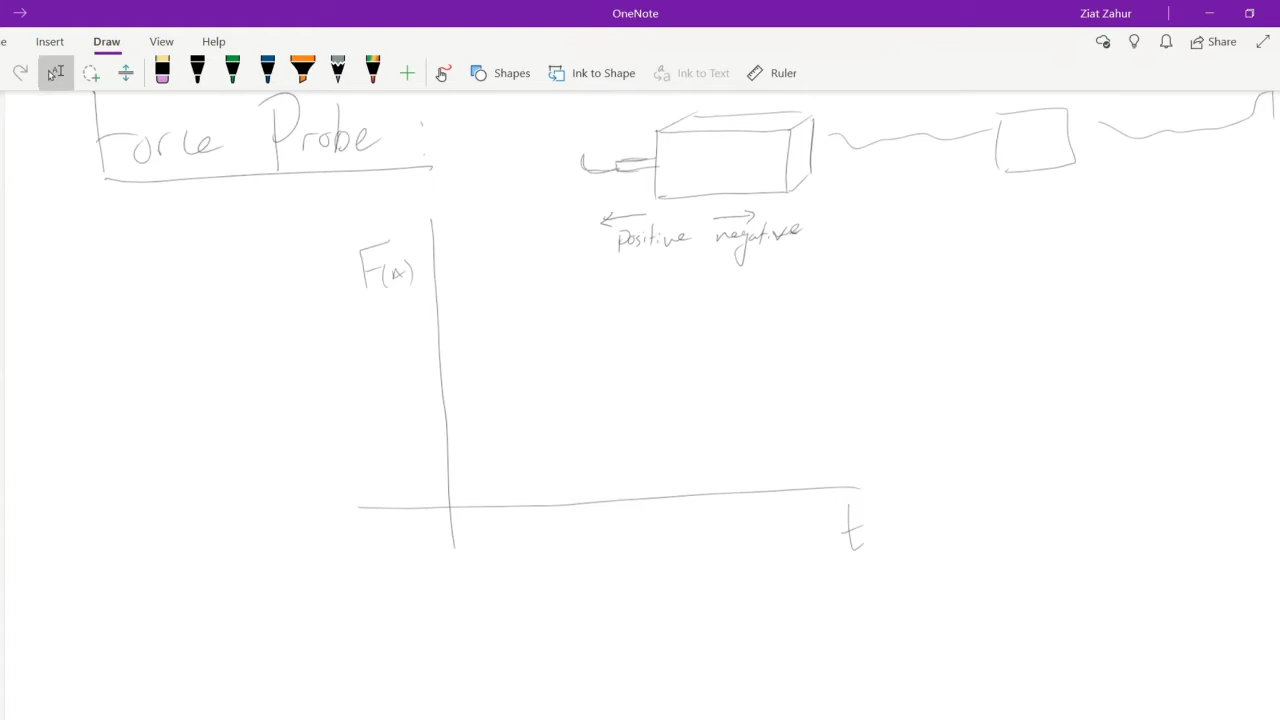 OneNote
Ziat Zahur
Insert Draw View Help
Share
Shapes
Ink to Shape
Ink to Text
Ruler
Force Probe :
positive negative
t